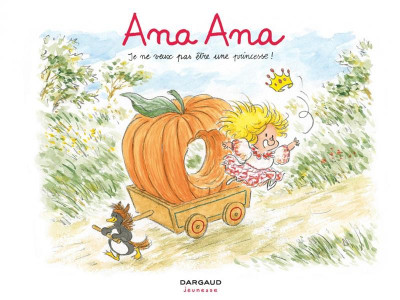 Ana Ana
Je ne veux pas être une princesse !
DARGAUD
jeunesse